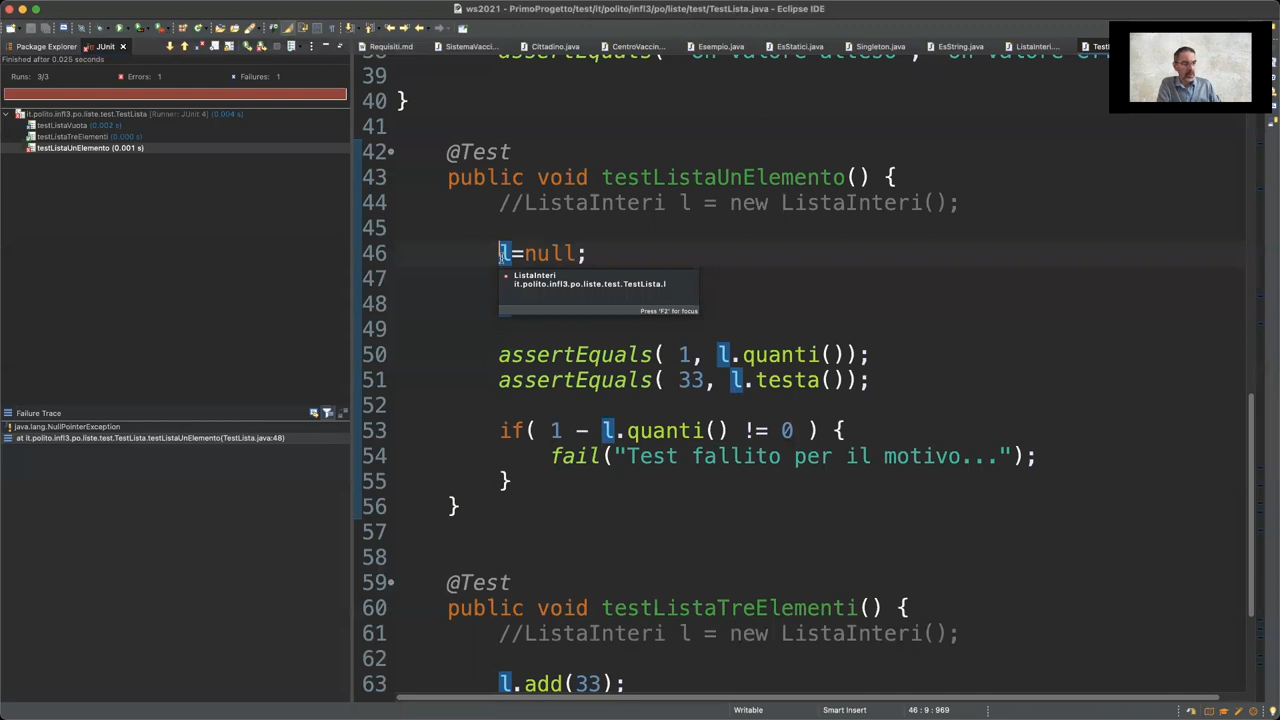 ws2021 - PrimoProgetto/test/it/polito/infl3/po/liste/test/TestLista.java - Eclipse IDE
Package Explorer
JUnit
Requisiti.md
SistemaVacci...
Cittadino.java
CentroVaccin...
Esempio.java
EsStatici.java
Singleton.java
EsString.java
ListaInteri....
Finished after 0.025 seconds
Runs: 3/3
Errors: 1
Failures: 1
it.polito.infl3.po.liste.test.TestLista [Runner: JUnit 4] (0.004 s)
testListaVuota (0.002 s)
testListaTreElementi (0.000 s)
testListaUnElemento (0.001 s)
Failure Trace
java.lang.NullPointerException
at it.polito.infl3.po.liste.test.TestLista.testListaUnElemento(TestLista.java:48)
39
40 }
41
42 @Test
43 public void testListaUnElemento() {
44 //ListaInteri l = new ListaInteri();
45
46 l=null;
47
ListaInteri
it.polito.infl3.po.liste.test.TestLista.l
Press 'F2' for focus
48
49
50 assertEquals( 1, l.quanti());
51 assertEquals( 33, l.testa());
52
53 if( 1 - l.quanti() != 0 ) {
54 fail("Test fallito per il motivo...");
55 }
56 }
57
58
59 @Test
60 public void testListaTreElementi() {
61 //ListaInteri l = new ListaInteri();
62
63 l.add(33);
Writable
Smart Insert
46 : 9 : 969